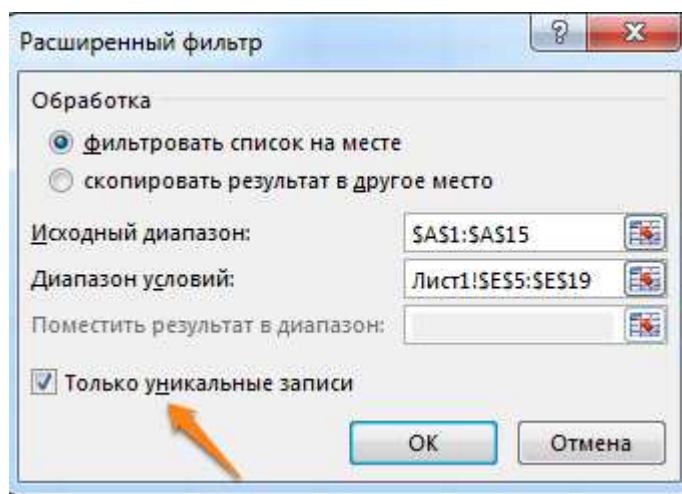 Расширенный фильтр
Обработка
фильтровать список на месте
скопировать результат в другое место
Исходный диапазон: $A$1:$A$15
Диапазон условий: Лист1!$E$5:$E$19
Поместить результат в диапазон:
Только уникальные записи
ОК Отмена